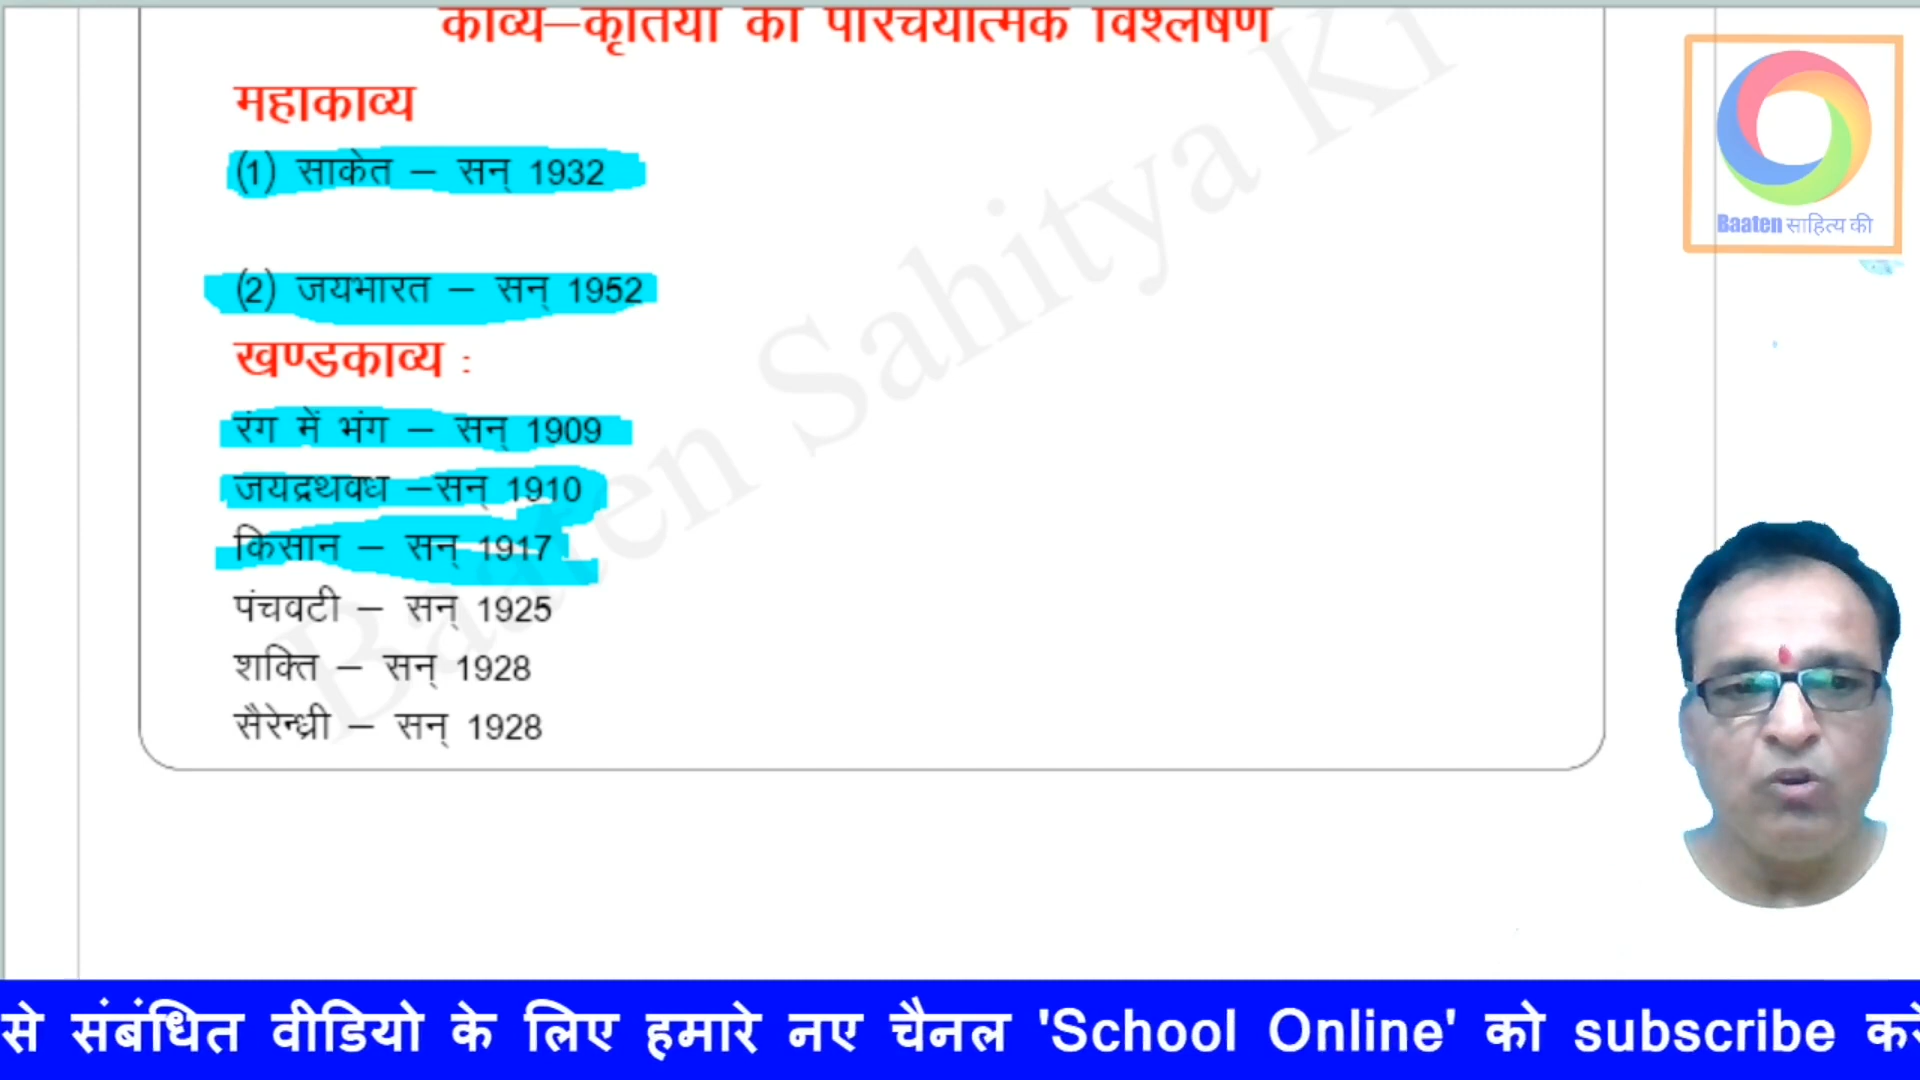 काव्य–कृतियों का परिचयात्मक विश्लेषण
महाकाव्य
(1) साकेत – सन् 1932
(2) जयभारत – सन् 1952
खण्डकाव्य :
रंग में भंग – सन् 1909
जयद्रथवध –सन् 1910
किसान – सन् 1917
पंचवटी – सन् 1925
शक्ति – सन् 1928
सैरेन्ध्री – सन् 1928
Baaten Sahitya Ki
Baaten साहित्य की
से संबंधित वीडियो के लिए हमारे नए चैनल 'School Online' को subscribe करें